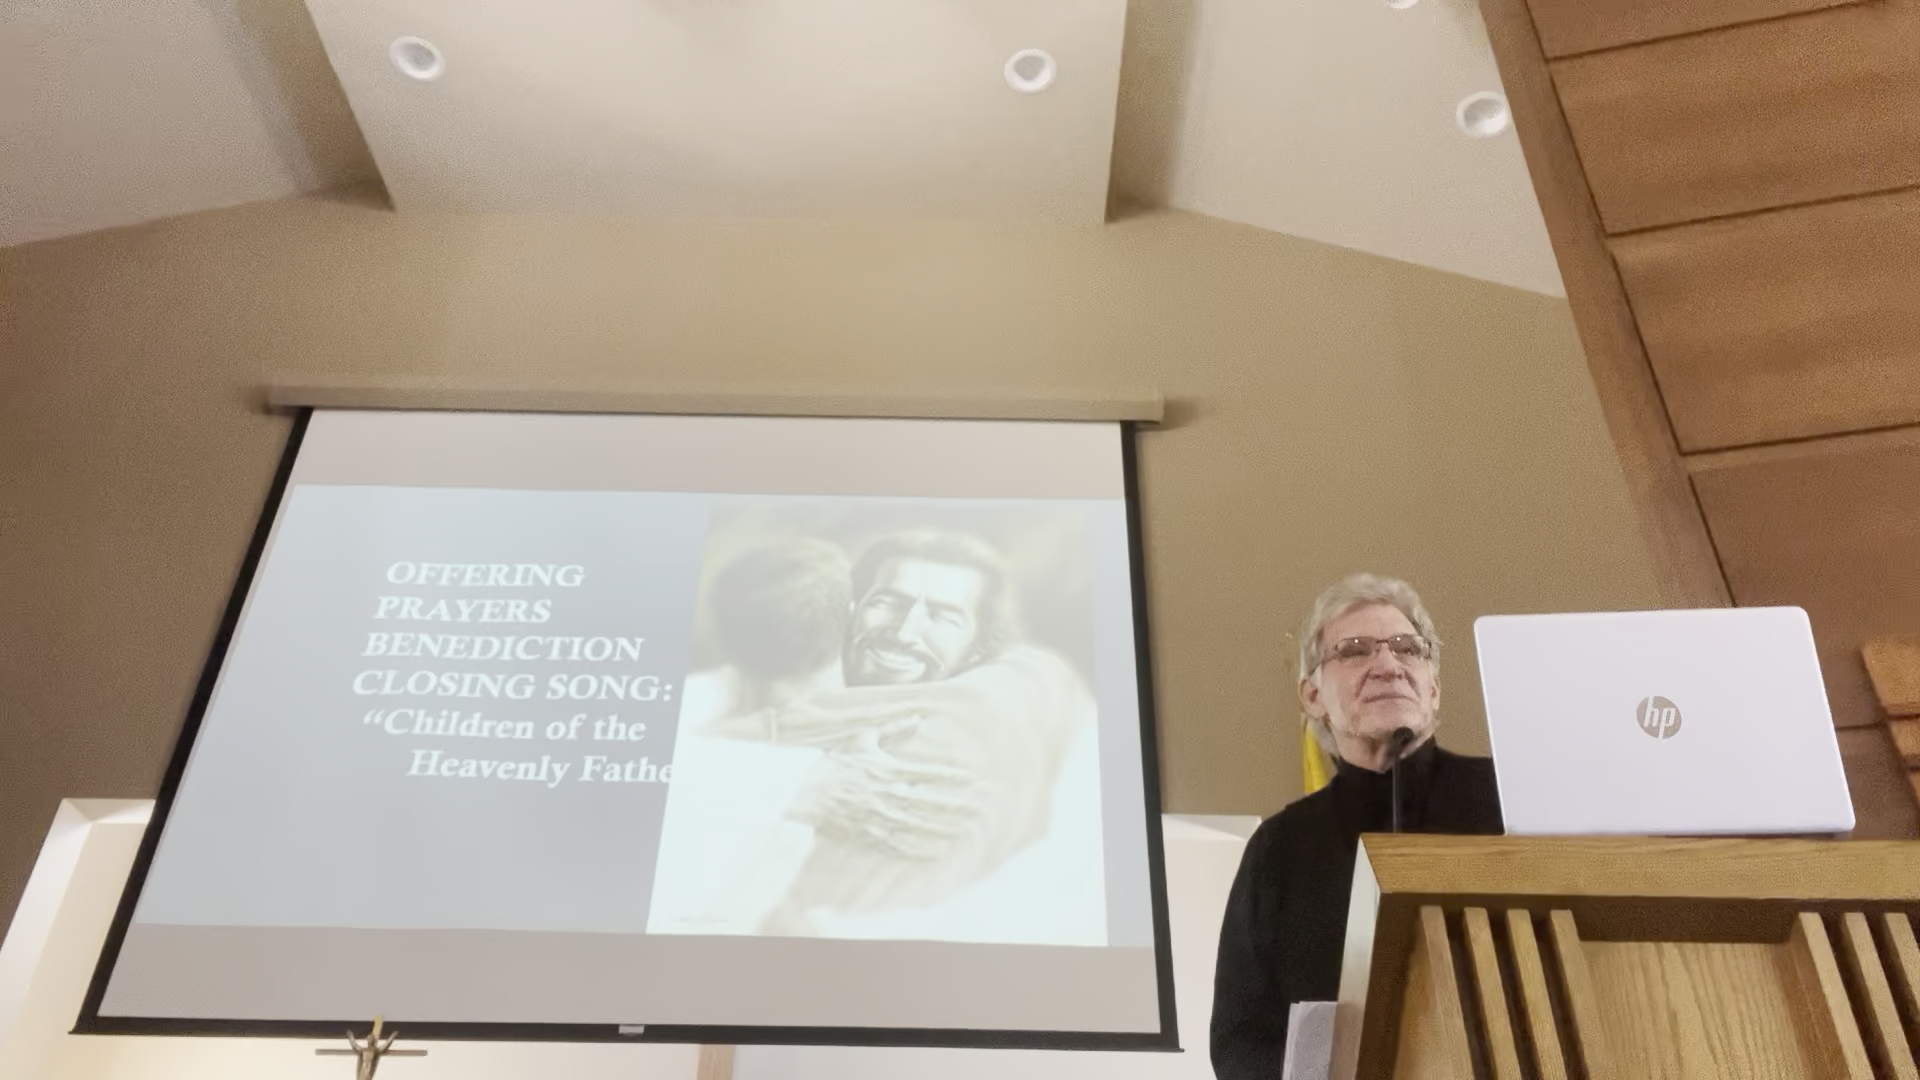 OFFERING
PRAYERS
BENEDICTION
CLOSING SONG:
“Children of the
Heavenly Fathe
hp